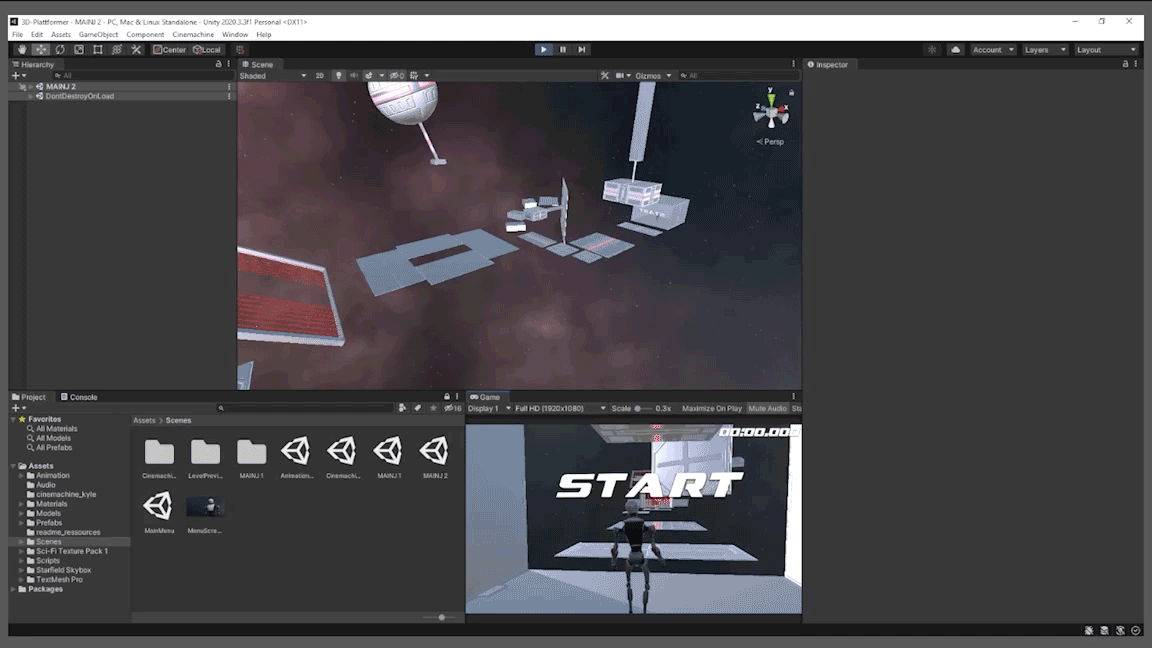 3D-Plattformer - MAINJ 2 - PC, Mac & Linux Standalone - Unity 2020.3.3f1 Personal <DX11>
File Edit Assets GameObject Component Cinemachine Window Help
Center Local Account Layers Layout
Hierarchy Scene Inspector
All Shaded 2D 0 Gizmos All
MAINJ 2
DontDestroyOnLoad
y
z x
Persp
Project Console Game
16 Display 1 Full HD (1920x1080) Scale 0.3x Maximize On Play Mute Audio Sta
Favorites
All Materials
All Models
All Prefabs
Assets
Animation
Audio
cinemachine_kyle
Materials
Models
Prefabs
readme_ressources
Scenes
Sci-Fi Texture Pack 1
Scripts
Starfield Skybox
TextMesh Pro
Packages
Assets > Scenes
Cinemachi... LevelPrevi... MAINJ 1 Animation... Cinemachi... MAINJ 1 MAINJ 2
MainMenu MenuScre...
00:00.000
START